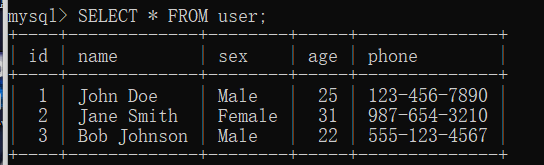 mysql> SELECT * FROM user;
+----+-------------+--------+-----+--------------+
| id | name        | sex    | age | phone        |
+----+-------------+--------+-----+--------------+
|  1 | John Doe    | Male   |  25 | 123-456-7890 |
|  2 | Jane Smith  | Female |  31 | 987-654-3210 |
|  3 | Bob Johnson | Male   |  22 | 555-123-4567 |
+----+-------------+--------+-----+--------------+